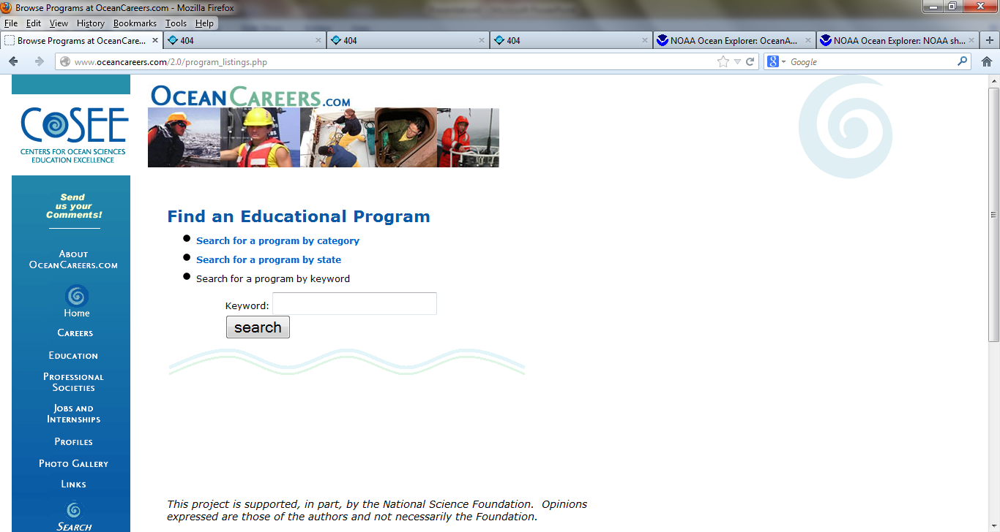 Browse Programs at OceanCareers.com - Mozilla Firefox
File Edit View History Bookmarks Tools Help
Browse Programs at OceanCare... × 404 × 404 × 404 × NOAA Ocean Explorer: OceanA... × NOAA Ocean Explorer: NOAA sh... × +
www.oceancareers.com/2.0/program_listings.php
8 Google
OCEANCAREERS.COM
COSEE
CENTERS FOR OCEAN SCIENCES
EDUCATION EXCELLENCE
Send
us your
Comments!
ABOUT
OCEANCAREERS.COM
Home
CAREERS
EDUCATION
PROFESSIONAL
SOCIETIES
JOBS AND
INTERNSHIPS
PROFILES
PHOTO GALLERY
LINKS
SEARCH
Find an Educational Program
• Search for a program by category
• Search for a program by state
• Search for a program by keyword
Keyword:
search
This project is supported, in part, by the National Science Foundation. Opinions
expressed are those of the authors and not necessarily the Foundation.